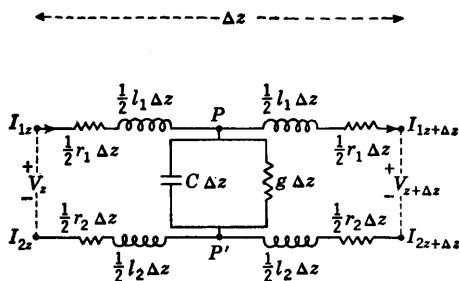 Δz
½ l₁ Δz P ½ l₁ Δz
I₁z I₁z+Δz
½ r₁ Δz ½ r₁ Δz
+ +
V_z C Δz g Δz V_z+Δz
− −
½ r₂ Δz ½ r₂ Δz
I₂z I₂z+Δz
P'
½ l₂ Δz ½ l₂ Δz